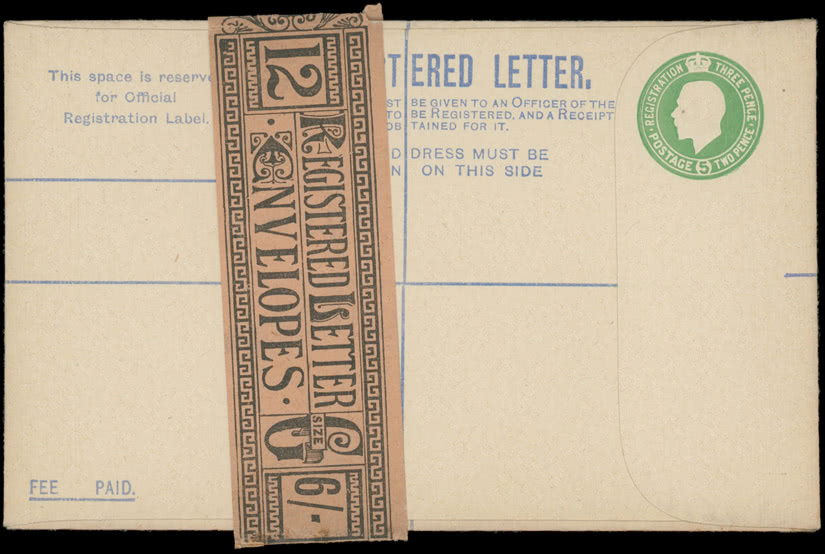 This space is reserve
for Official
Registration Label.
TERED LETTER.
ST BE GIVEN TO AN OFFICER OF THE
TO BE REGISTERED, AND A RECEIPT
OBTAINED FOR IT.
DDRESS MUST BE
N ON THIS SIDE
REGISTRATION THREE PENCE
POSTAGE 5 TWO PENCE
12
REGISTERED LETTER
· ENVELOPES ·
SIZE
G
6/-
FEE PAID.